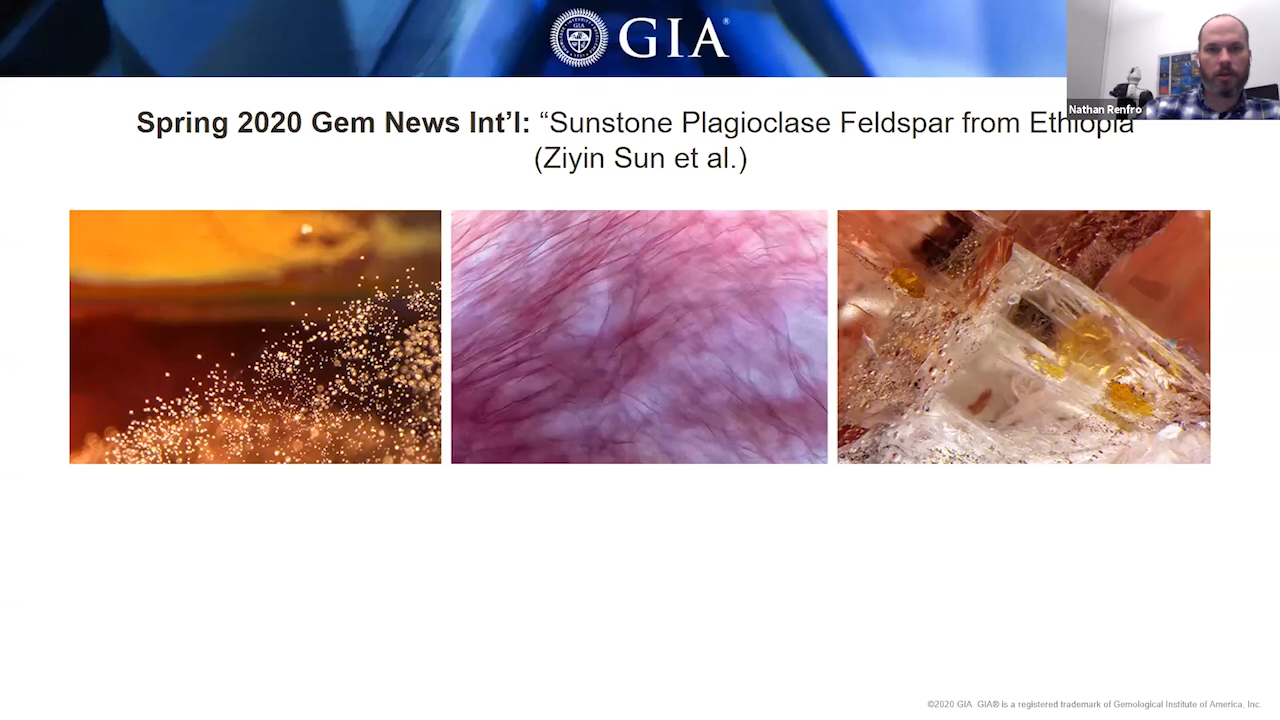 GIA
GIA®
Nathan Renfro
Spring 2020 Gem News Int'l: “Sunstone Plagioclase Feldspar from Ethiopia
(Ziyin Sun et al.)
©2020 GIA. GIA® is a registered trademark of Gemological Institute of America, Inc.